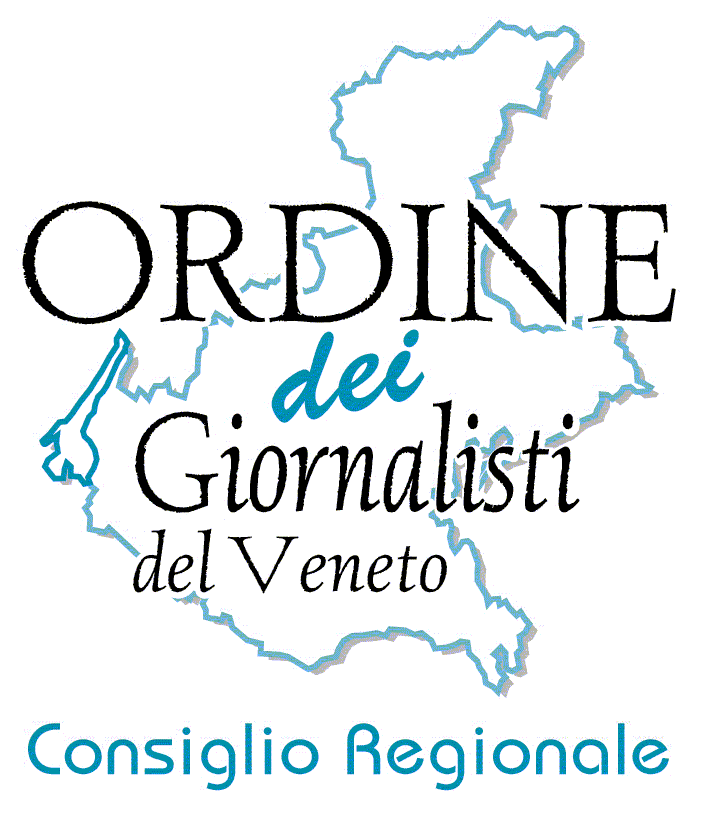 ORDINE
dei
Giornalisti
del Veneto
Consiglio Regionale